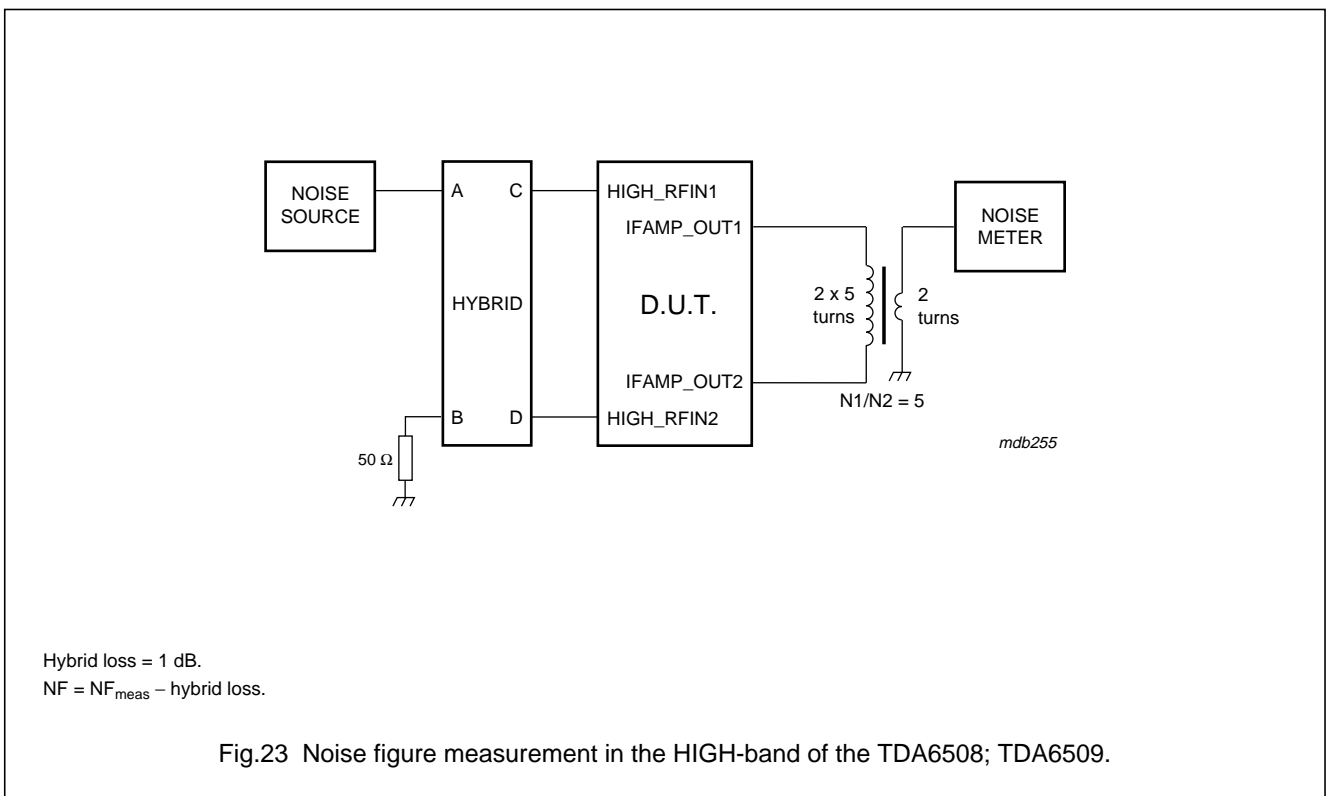 NOISE
SOURCE
A
C
HYBRID
B
D
50 Ω
HIGH_RFIN1
IFAMP_OUT1
D.U.T.
IFAMP_OUT2
HIGH_RFIN2
2 x 5
turns
2
turns
N1/N2 = 5
NOISE
METER
mdb255
Hybrid loss = 1 dB.
NF = NFmeas − hybrid loss.
Fig.23 Noise figure measurement in the HIGH-band of the TDA6508; TDA6509.